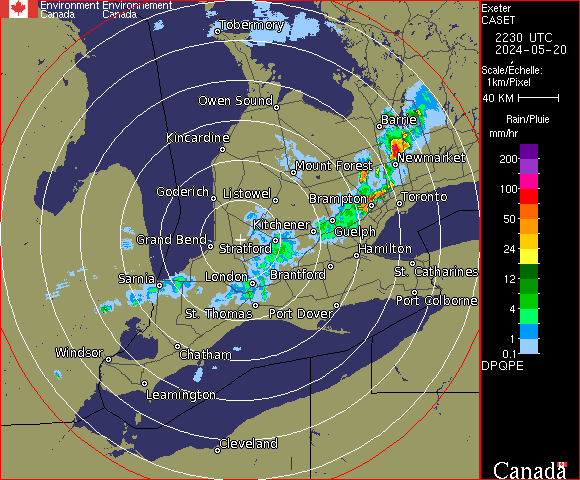 Environment Environnement
Canada Canada
Tobermory
Owen Sound
Barrie
Kincardine
Newmarket
Mount Forest
Goderich
Listowel
Brampton
Toronto
Kitchener
Guelph
Grand Bend
Stratford
Hamilton
Sarnia
London
Brantford
St. Catharines
St. Thomas
Port Dover
Port Colborne
Windsor
Chatham
Leamington
Cleveland
Exeter
CASET
2230 UTC
2024-05-20
Scale/Échelle:
1km/Pixel
40 KM
Rain/Pluie
mm/hr
200
100
50
24
12
4
1
0.1
DPQPE
Canada